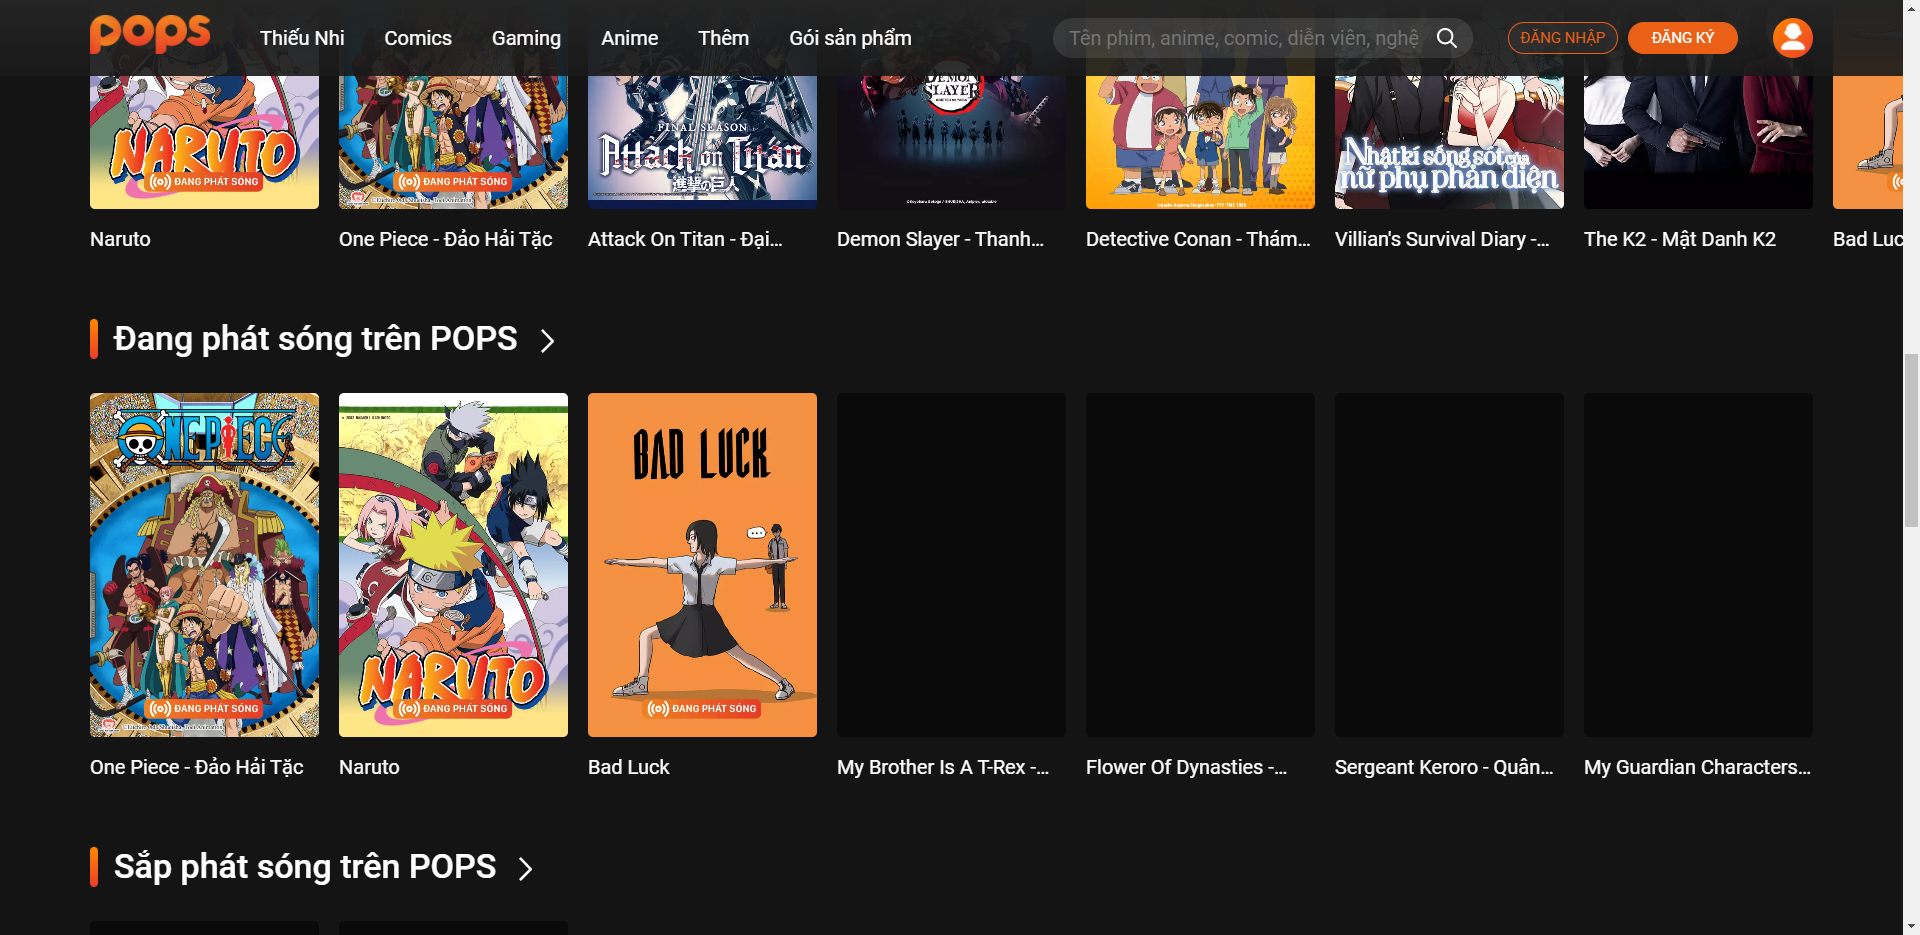 POPS
Thiếu Nhi
Comics
Gaming
Anime
Thêm
Gói sản phẩm
Tên phim, anime, comic, diễn viên, nghệ
ĐĂNG NHẬP
ĐĂNG KÝ
NARUTO
ĐANG PHÁT SÓNG
ĐANG PHÁT SÓNG
FINAL SEASON
Attack on Titan
進撃の巨人
DEMON SLAYER
Nhật kí sống sót của
nữ phụ phản diện
Naruto
One Piece - Đảo Hải Tặc
Attack On Titan - Đại...
Demon Slayer - Thanh...
Detective Conan - Thám...
Villian's Survival Diary -...
The K2 - Mật Danh K2
Bad Luc
Đang phát sóng trên POPS
ONE PIECE
ĐANG PHÁT SÓNG
NARUTO
ĐANG PHÁT SÓNG
BAD LUCK
...
ĐANG PHÁT SÓNG
One Piece - Đảo Hải Tặc
Naruto
Bad Luck
My Brother Is A T-Rex -...
Flower Of Dynasties -...
Sergeant Keroro - Quân...
My Guardian Characters...
Sắp phát sóng trên POPS